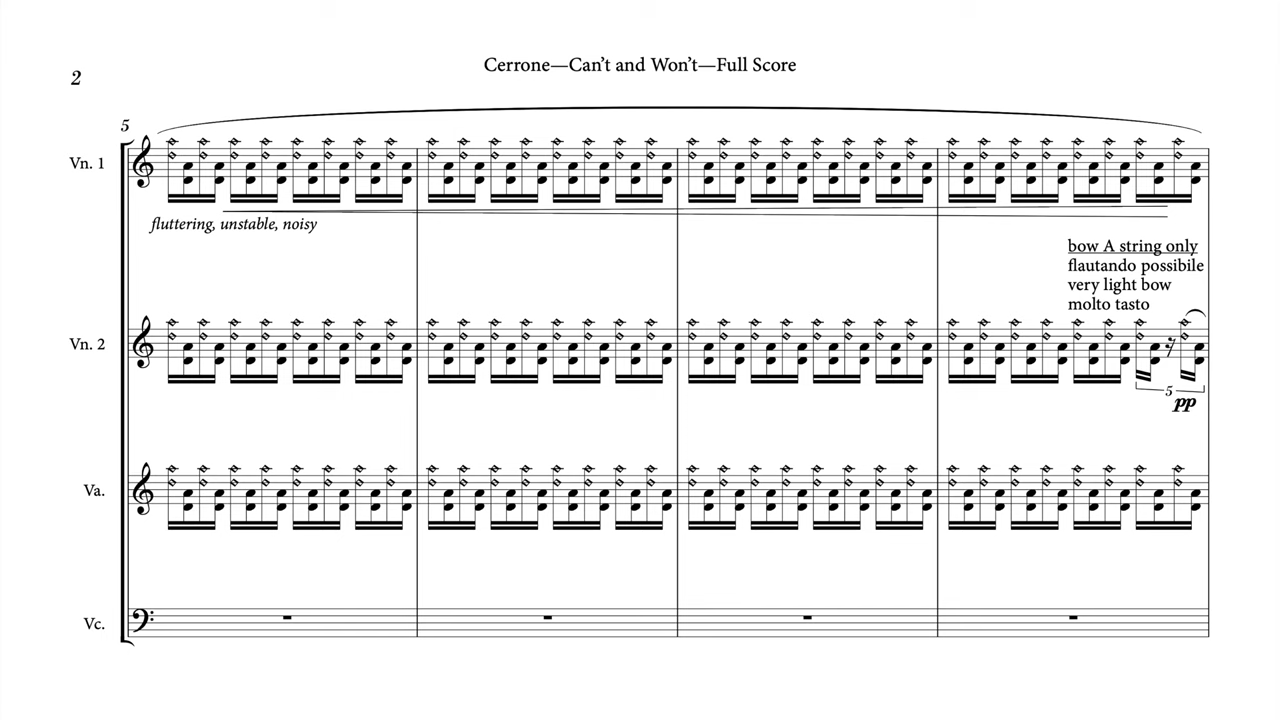 2
Cerrone—Can’t and Won’t—Full Score
5
Vn. 1
fluttering, unstable, noisy
bow A string only
flautando possibile
very light bow
molto tasto
Vn. 2
5
pp
Va.
Vc.